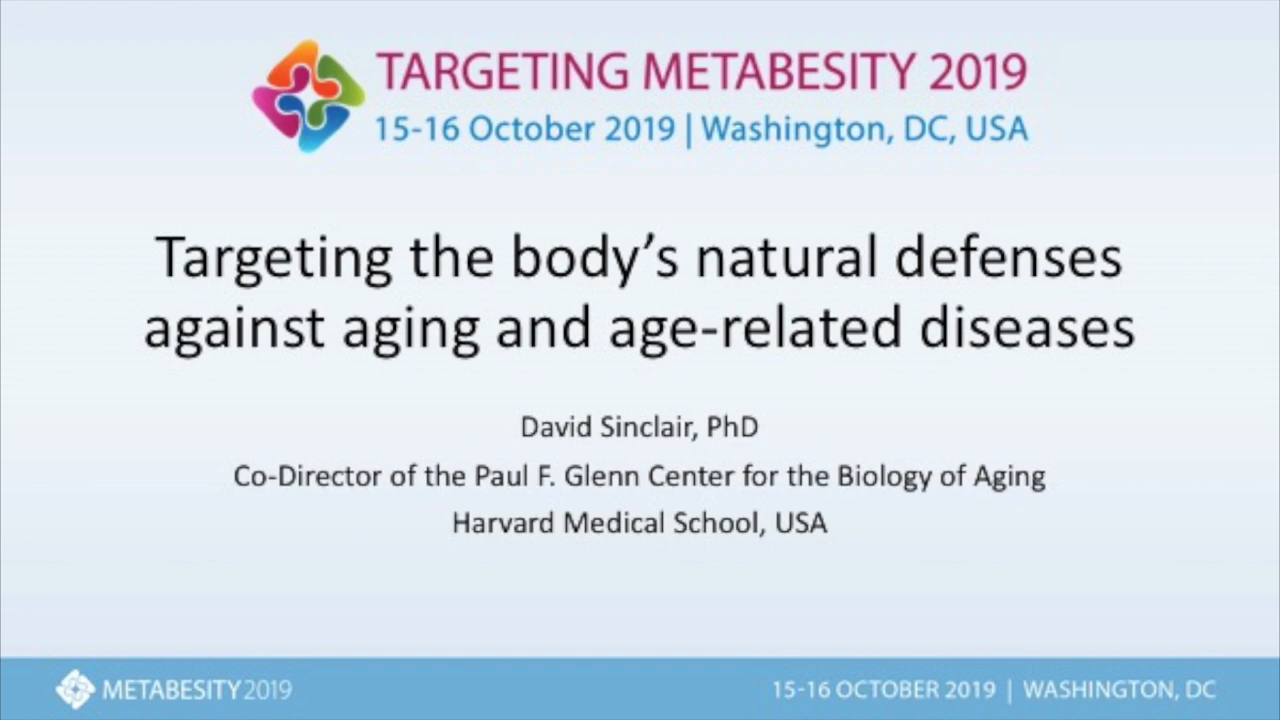 TARGETING METABESITY 2019
15-16 October 2019 | Washington, DC, USA
Targeting the body’s natural defenses
against aging and age-related diseases
David Sinclair, PhD
Co-Director of the Paul F. Glenn Center for the Biology of Aging
Harvard Medical School, USA
METABESITY 2019
15-16 OCTOBER 2019 | WASHINGTON, DC